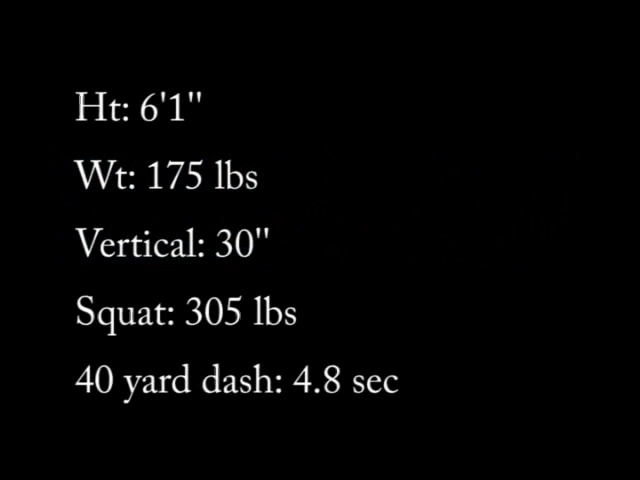 Ht: 6'1"
Wt: 175 lbs
Vertical: 30"
Squat: 305 lbs
40 yard dash: 4.8 sec